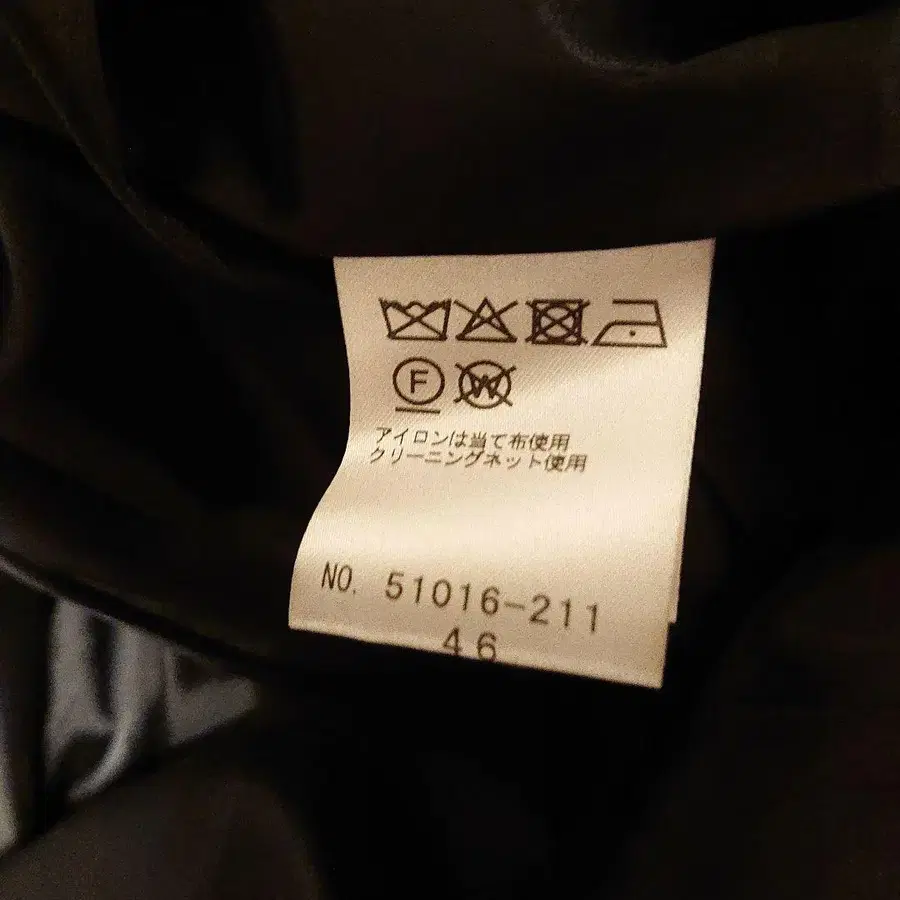 F W
アイロンは当て布使用
クリーニングネット使用
NO. 51016-211
46